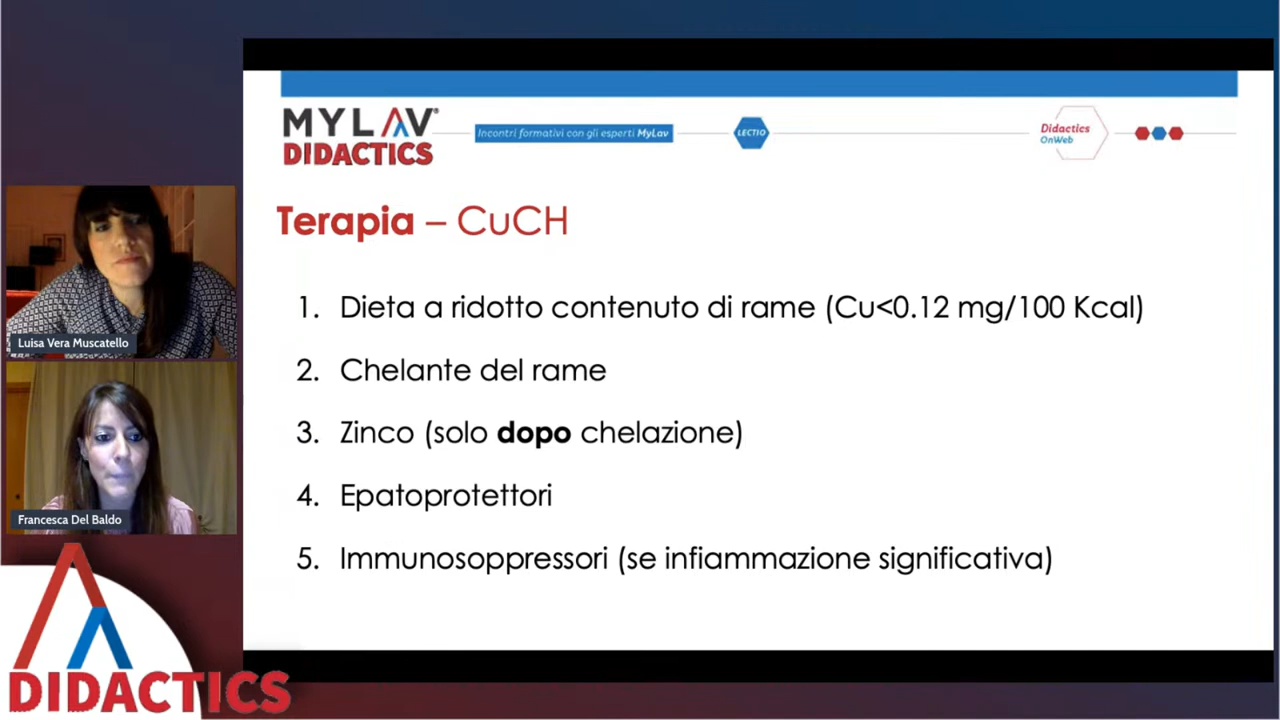 MYLAV®
DIDACTICS
Incontri formativi con gli esperti MyLav
LECTIO
Didactics
OnWeb
Terapia – CuCH
1. Dieta a ridotto contenuto di rame (Cu<0.12 mg/100 Kcal)
2. Chelante del rame
3. Zinco (solo dopo chelazione)
4. Epatoprotettori
5. Immunosoppressori (se infiammazione significativa)
Luisa Vera Muscatello
Francesca Del Baldo
DIDACTICS